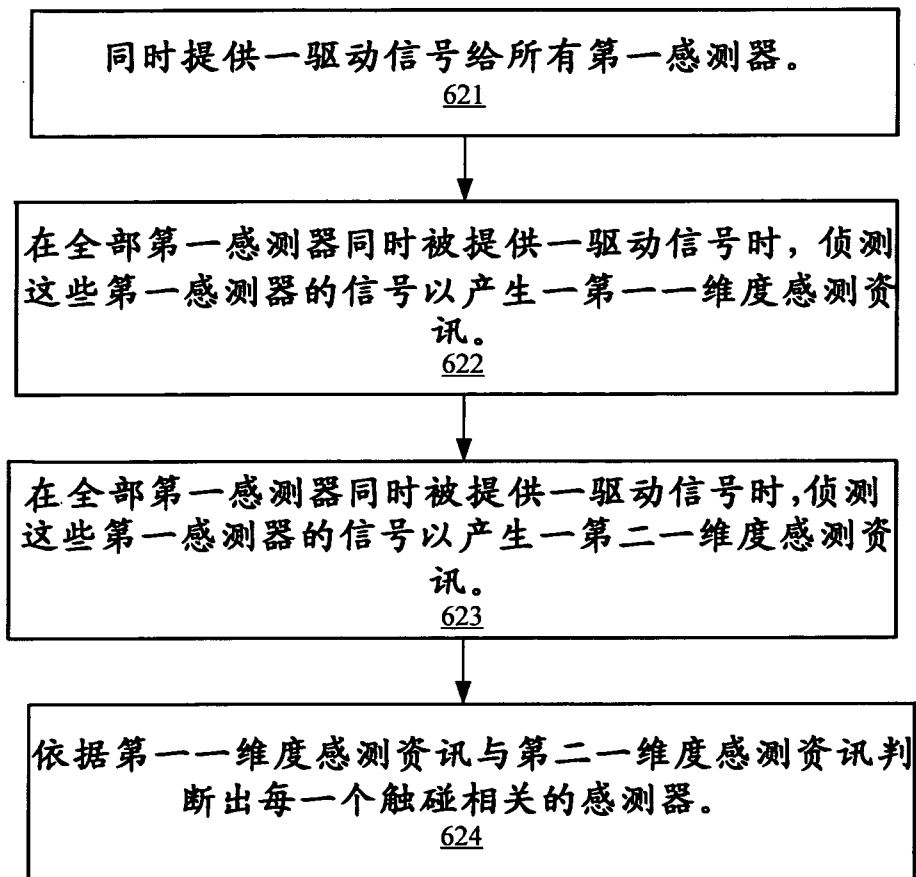 同时提供一驱动信号给所有第一感测器。
621
在全部第一感测器同时被提供一驱动信号时，侦测
这些第一感测器的信号以产生一第一一维度感测资
讯。
622
在全部第一感测器同时被提供一驱动信号时,侦测
这些第一感测器的信号以产生一第二一维度感测资
讯。
623
依据第一一维度感测资讯与第二一维度感测资讯判
断出每一个触碰相关的感测器。
624